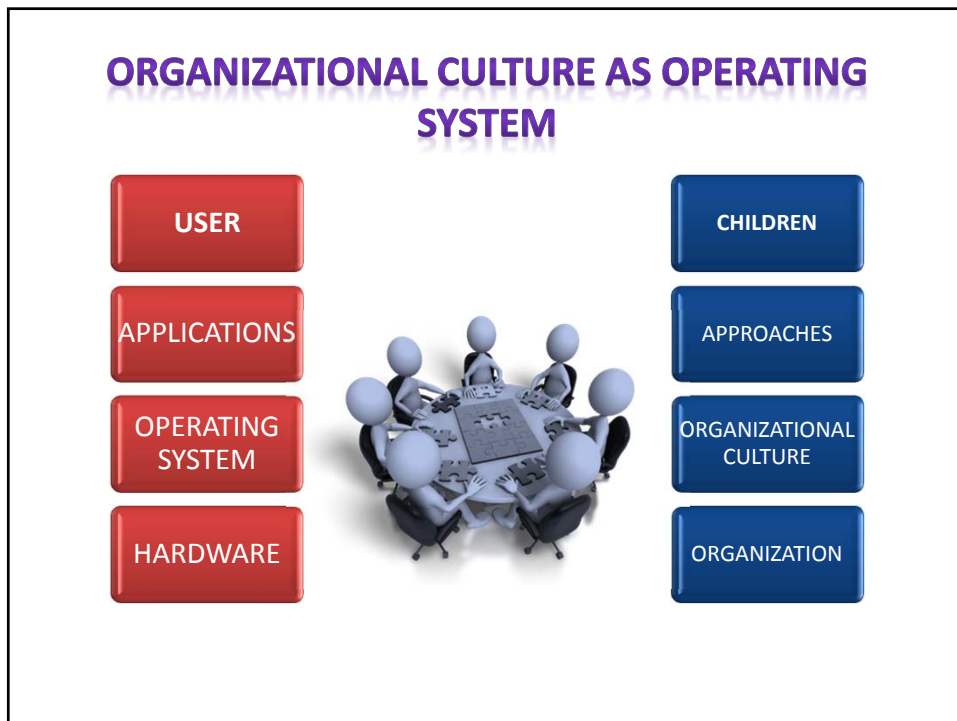 ORGANIZATIONAL CULTURE AS OPERATING
SYSTEM
USER
APPLICATIONS
OPERATING
SYSTEM
HARDWARE
CHILDREN
APPROACHES
ORGANIZATIONAL
CULTURE
ORGANIZATION